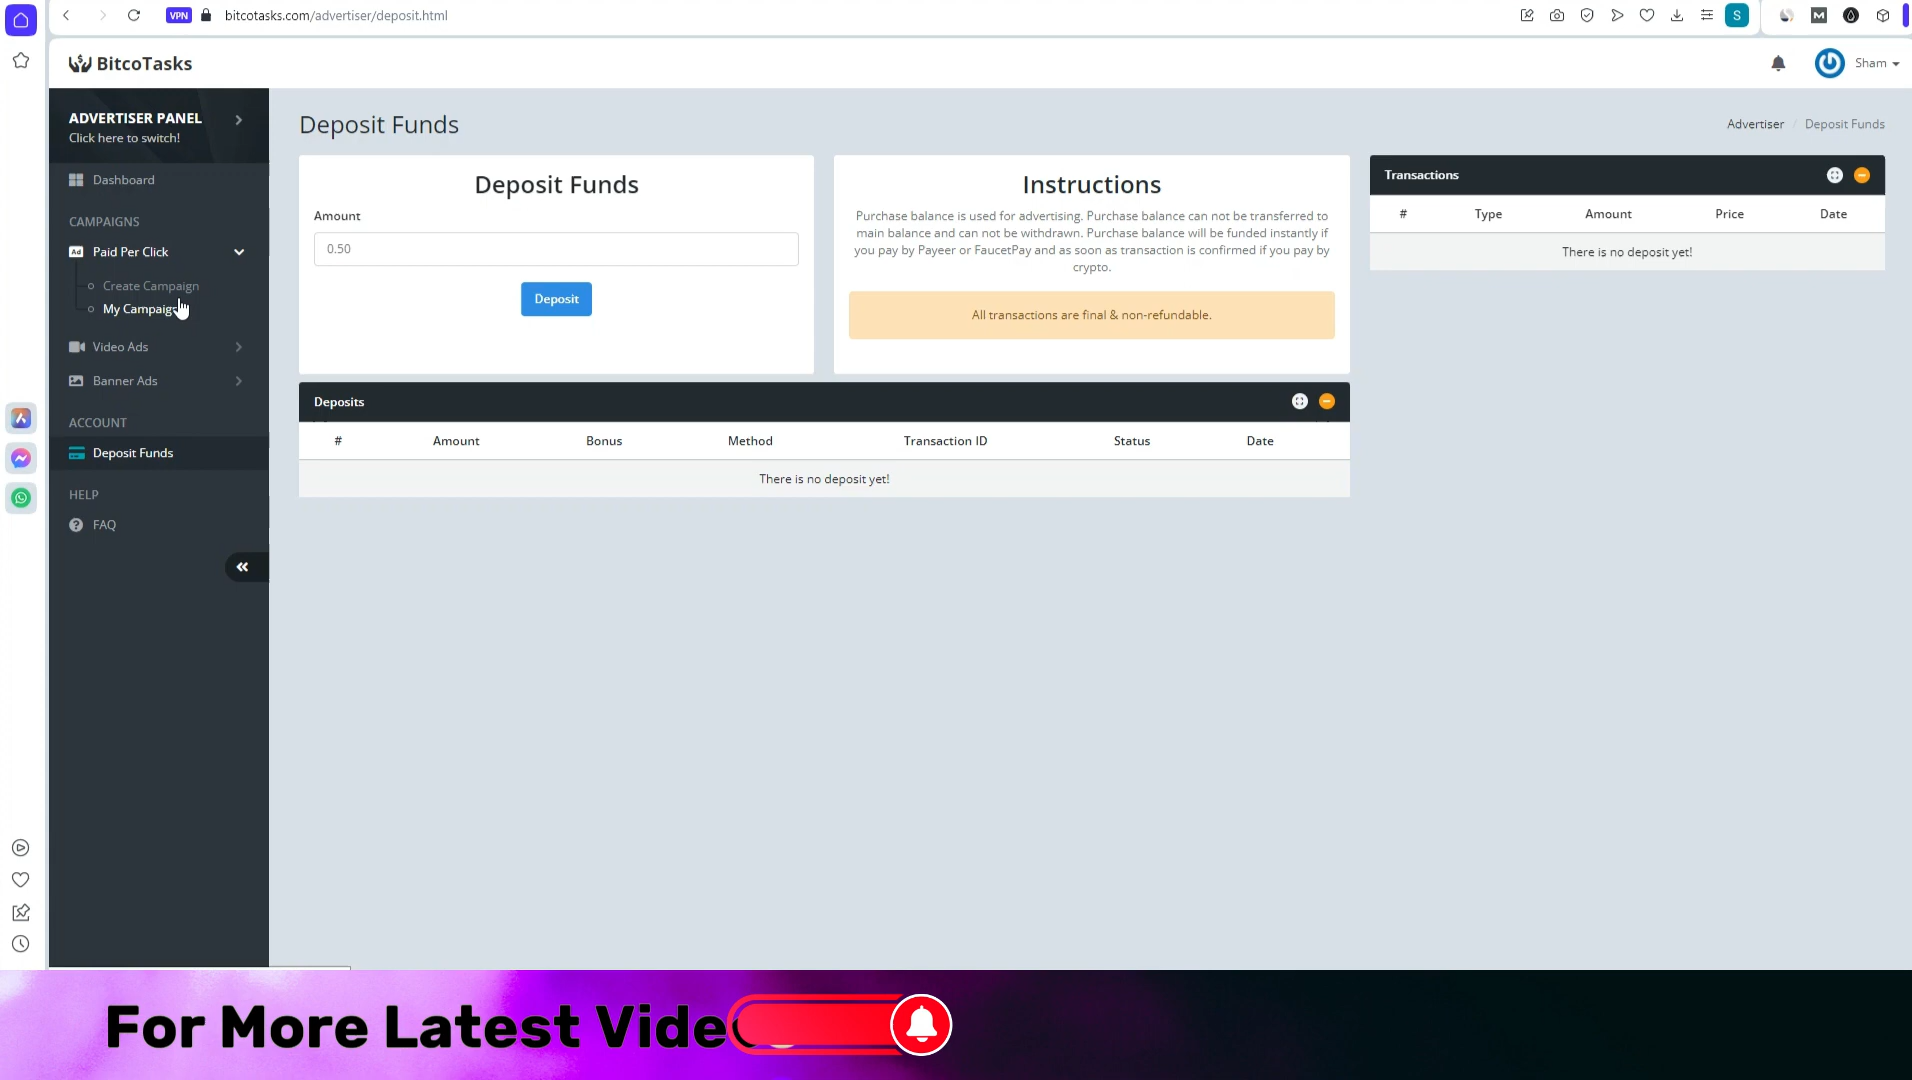 VPN
bitcotasks.com/advertiser/deposit.html
S
M
BitcoTasks
Sham
ADVERTISER PANEL
Click here to switch!
Dashboard
CAMPAIGNS
Ad Paid Per Click
Create Campaign
My Campaig
Video Ads
Banner Ads
ACCOUNT
Deposit Funds
HELP
FAQ
Deposit Funds
Advertiser / Deposit Funds
Deposit Funds
Amount
0.50
Deposit
Instructions
Purchase balance is used for advertising. Purchase balance can not be transferred to
main balance and can not be withdrawn. Purchase balance will be funded instantly if
you pay by Payeer or FaucetPay and as soon as transaction is confirmed if you pay by
crypto.
All transactions are final & non-refundable.
Transactions
# Type Amount Price Date
There is no deposit yet!
Deposits
# Amount Bonus Method Transaction ID Status Date
There is no deposit yet!
For More Latest Vide